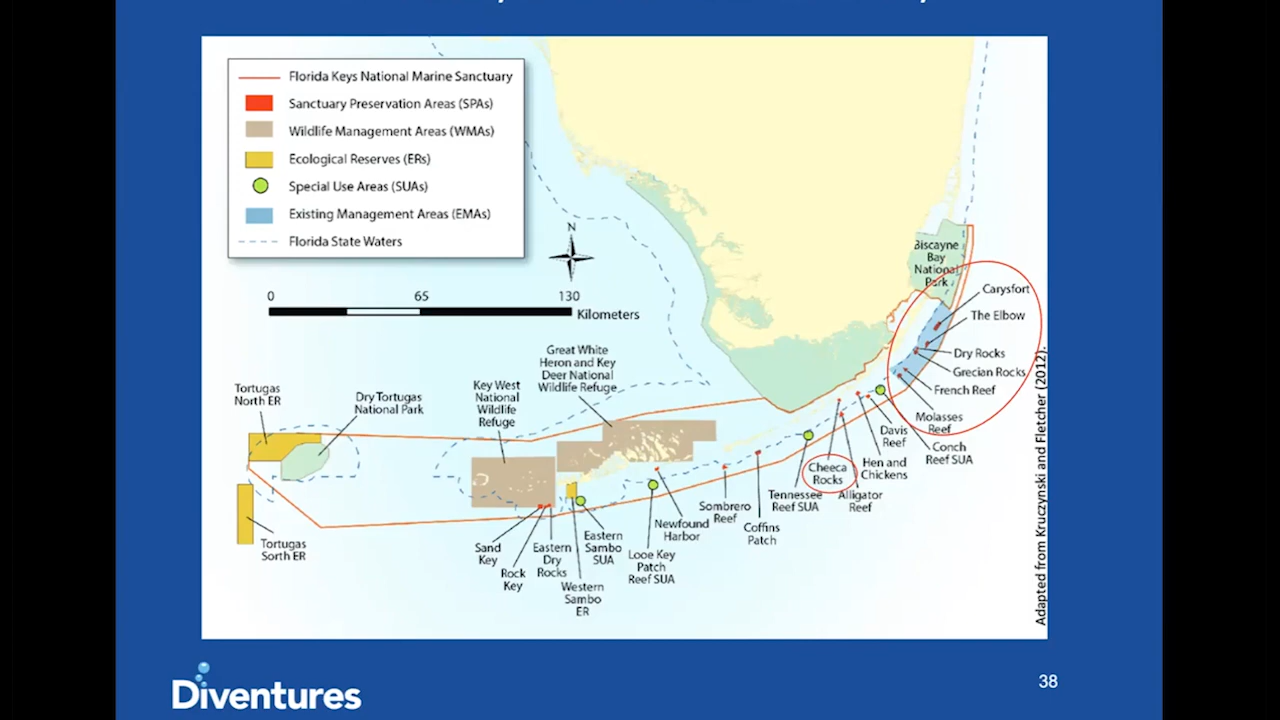 Florida Keys National Marine Sanctuary
Sanctuary Preservation Areas (SPAs)
Wildlife Management Areas (WMAs)
Ecological Reserves (ERs)
Special Use Areas (SUAs)
Existing Management Areas (EMAs)
Florida State Waters
N
0 65 130
Kilometers
Biscayne
Bay
National
Park
Carysfort
The Elbow
Dry Rocks
Grecian Rocks
French Reef
Molasses
Reef
Conch
Reef SUA
Davis
Reef
Hen and
Chickens
Cheeca
Rocks
Alligator
Reef
Tennessee
Reef SUA
Coffins
Patch
Sombrero
Reef
Newfound
Harbor
Looe Key
Patch
Reef SUA
Great White
Heron and Key
Deer National
Wildlife Refuge
Key West
National
Wildlife
Refuge
Dry Tortugas
National Park
Tortugas
North ER
Tortugas
Sorth ER
Sand
Key
Rock
Key
Eastern
Dry
Rocks
Western
Sambo
ER
Eastern
Sambo
SUA
Adapted from Kruczynski and Fletcher (2012).
Diventures
38